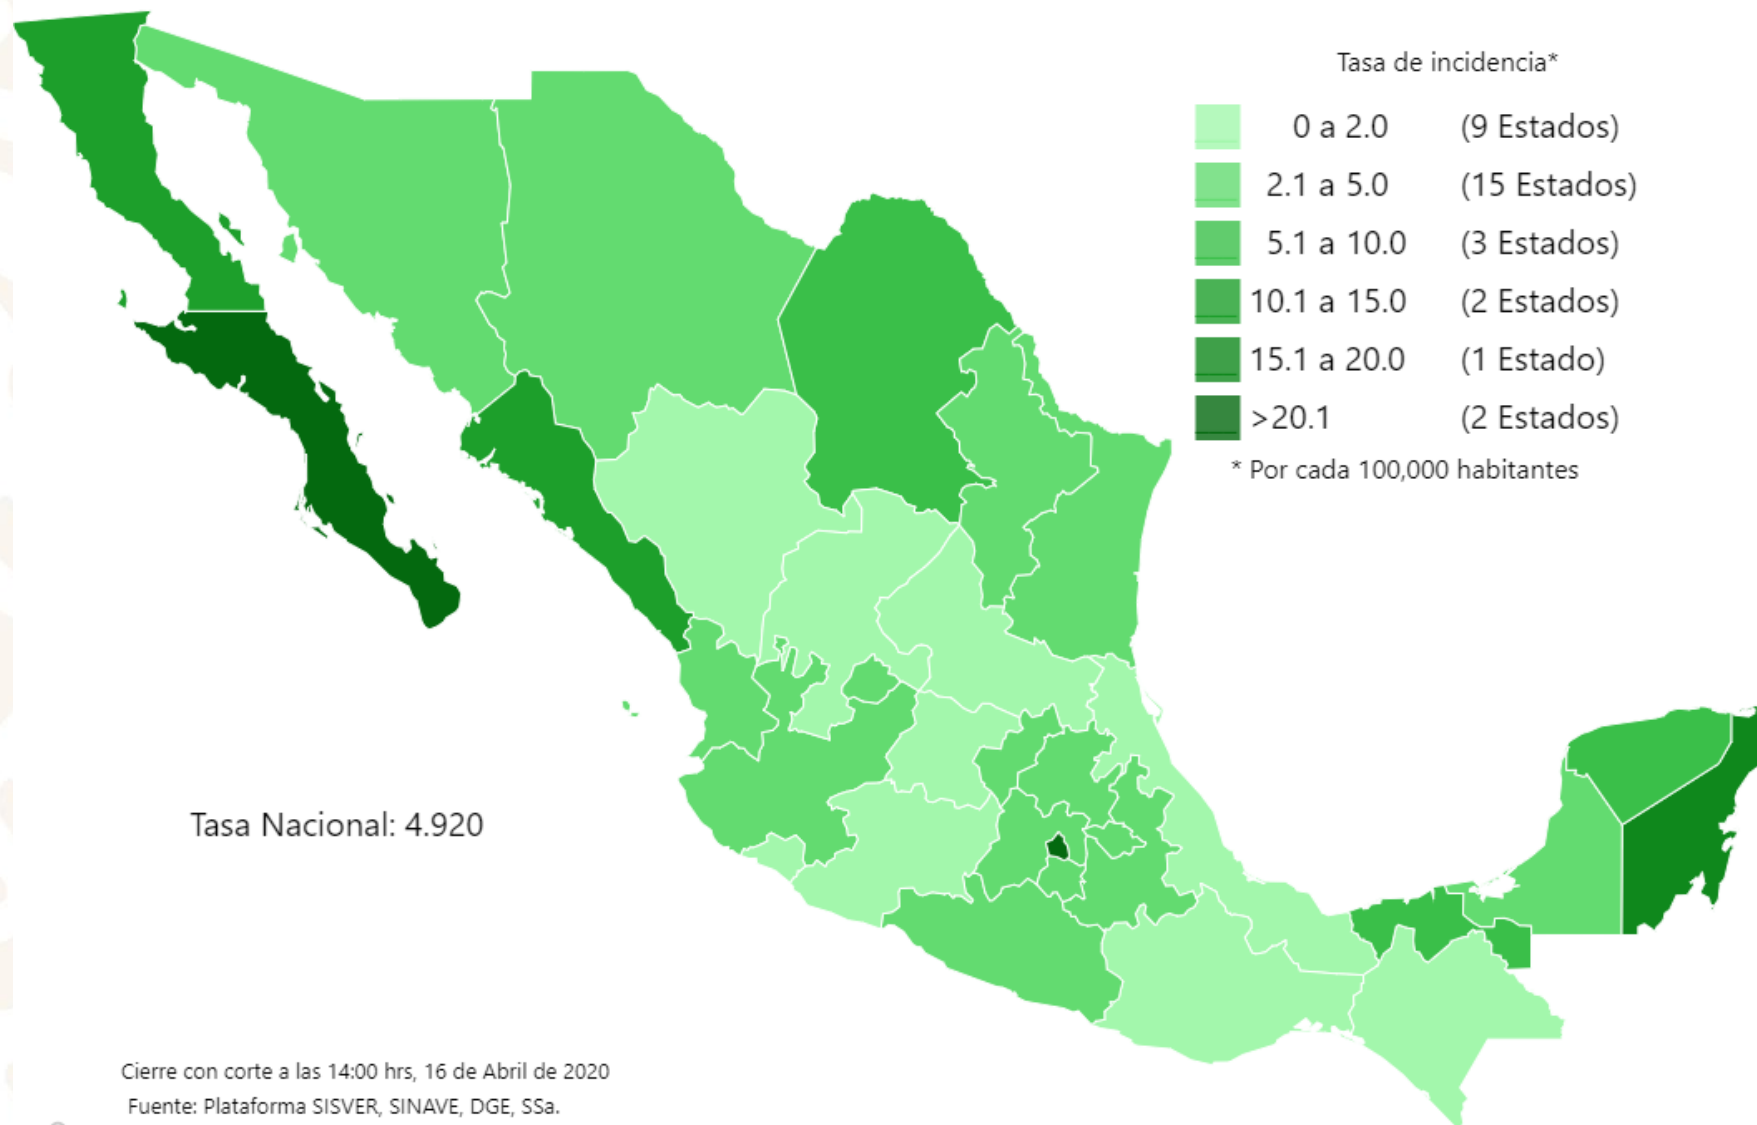 Tasa de incidencia*
0 a 2.0 (9 Estados)
2.1 a 5.0 (15 Estados)
5.1 a 10.0 (3 Estados)
10.1 a 15.0 (2 Estados)
15.1 a 20.0 (1 Estado)
>20.1 (2 Estados)
* Por cada 100,000 habitantes
Tasa Nacional: 4.920
Cierre con corte a las 14:00 hrs, 16 de Abril de 2020
Fuente: Plataforma SISVER, SINAVE, DGE, SSa.